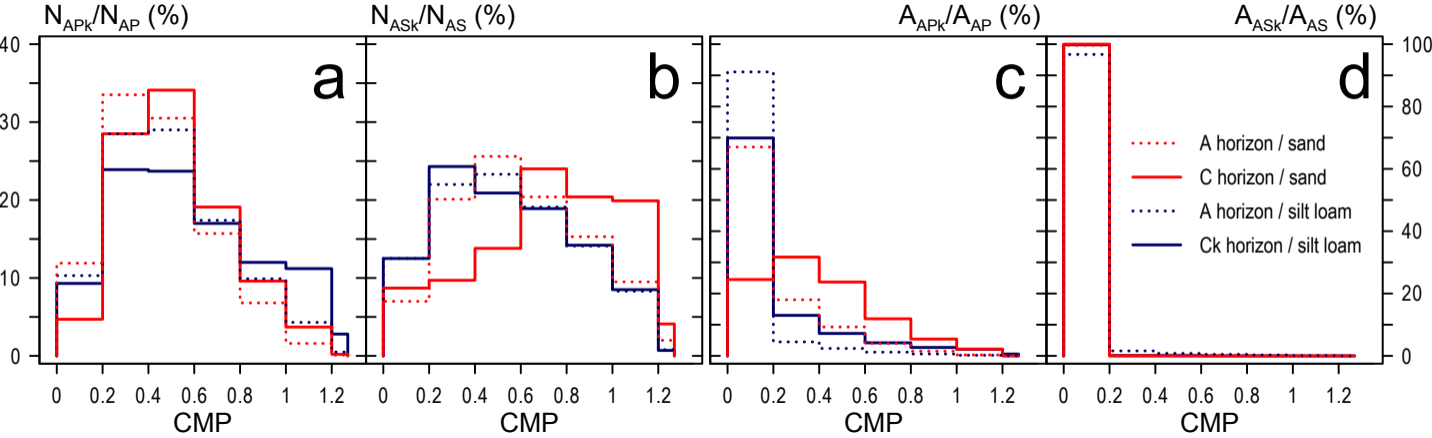 N_APk/N_AP (%) N_ASk/N_AS (%) A_APk/A_AP (%) A_ASk/A_AS (%)
40 a b c d 100
30 80
20 60
10 40
0 20
0
A horizon / sand
C horizon / sand
A horizon / silt loam
Ck horizon / silt loam
0 0.2 0.4 0.6 0.8 1 1.2 0 0.2 0.4 0.6 0.8 1 1.2 0 0.2 0.4 0.6 0.8 1 1.2 0 0.2 0.4 0.6 0.8 1 1.2
CMP CMP CMP CMP